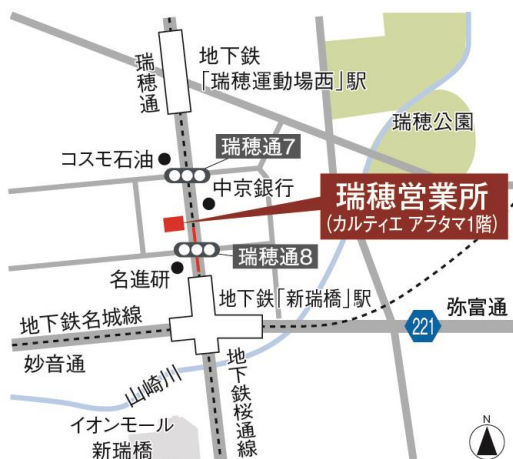 地下鉄
「瑞穂運動場西」駅
瑞穂通
瑞穂公園
コスモ石油
瑞穂通7
中京銀行
瑞穂営業所
(カルティエ アラタマ1階)
瑞穂通8
名進研
地下鉄「新瑞橋」駅
地下鉄名城線
221
弥富通
妙音通
山崎川
地下鉄桜通線
イオンモール
新瑞橋
N